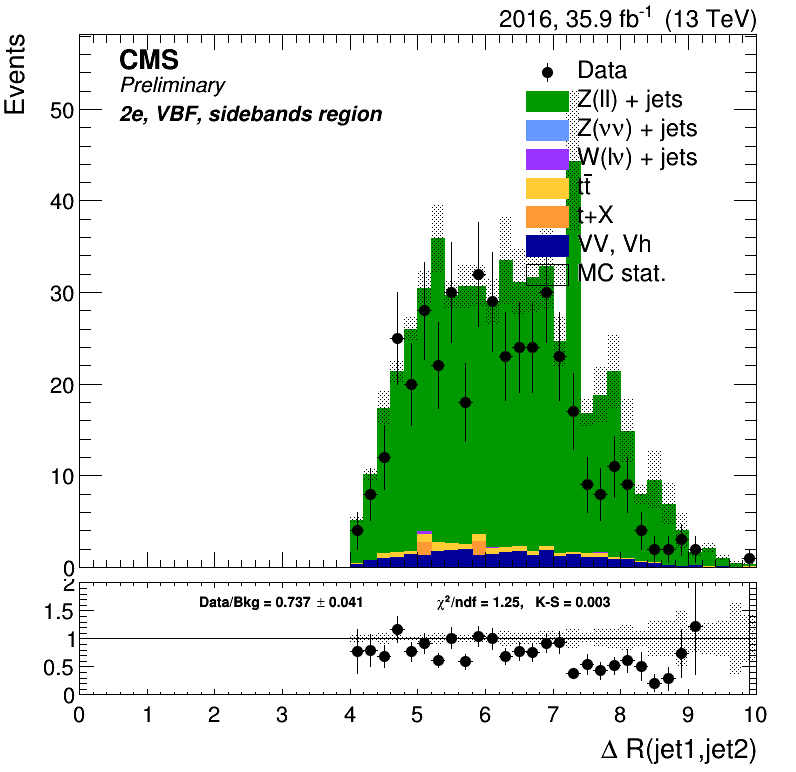 2016, 35.9 fb⁻¹ (13 TeV)
Events
CMS
Preliminary
2e, VBF, sidebands region
Data
Z(ll) + jets
Z(νν) + jets
W(lν) + jets
tt̄
t+X
VV, Vh
MC stat.
50
40
30
20
10
0
2
1.5
1
0.5
0
Data/Bkg = 0.737 ± 0.041
χ²/ndf = 1.25, K-S = 0.003
0 1 2 3 4 5 6 7 8 9 10
Δ R(jet1,jet2)